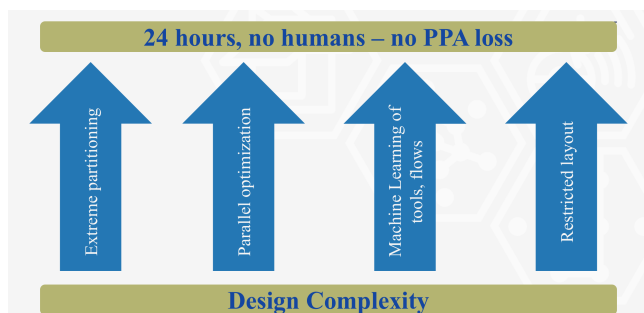 24 hours, no humans – no PPA loss
Extreme partitioning
Parallel optimization
Machine Learning of
tools, flows
Restricted layout
Design Complexity